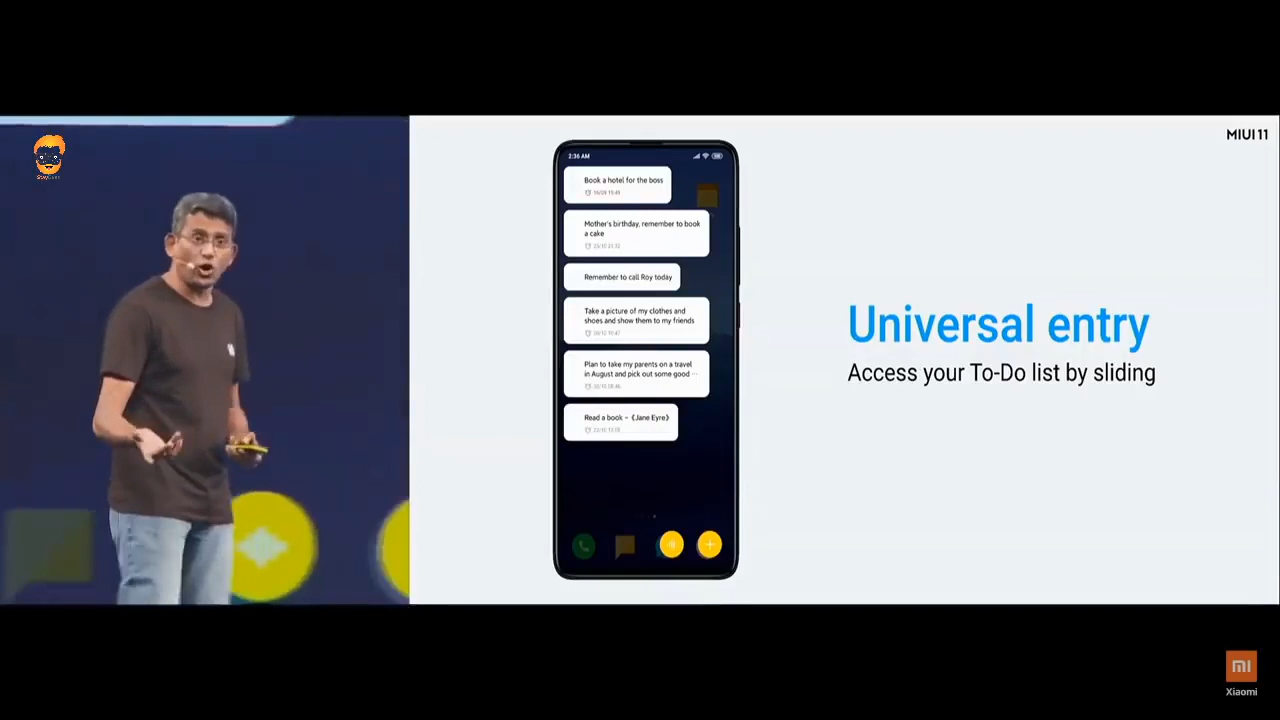 MIUI 11
2:36 AM
Book a hotel for the boss
Mother's birthday, remember to book
a cake
Remember to call Roy today
Take a picture of my clothes and
shoes and show them to my friends
Plan to take my parents on a travel
in August and pick out some good ...
Read a book - 《Jane Eyre》
Universal entry
Access your To-Do list by sliding
mi
Xiaomi